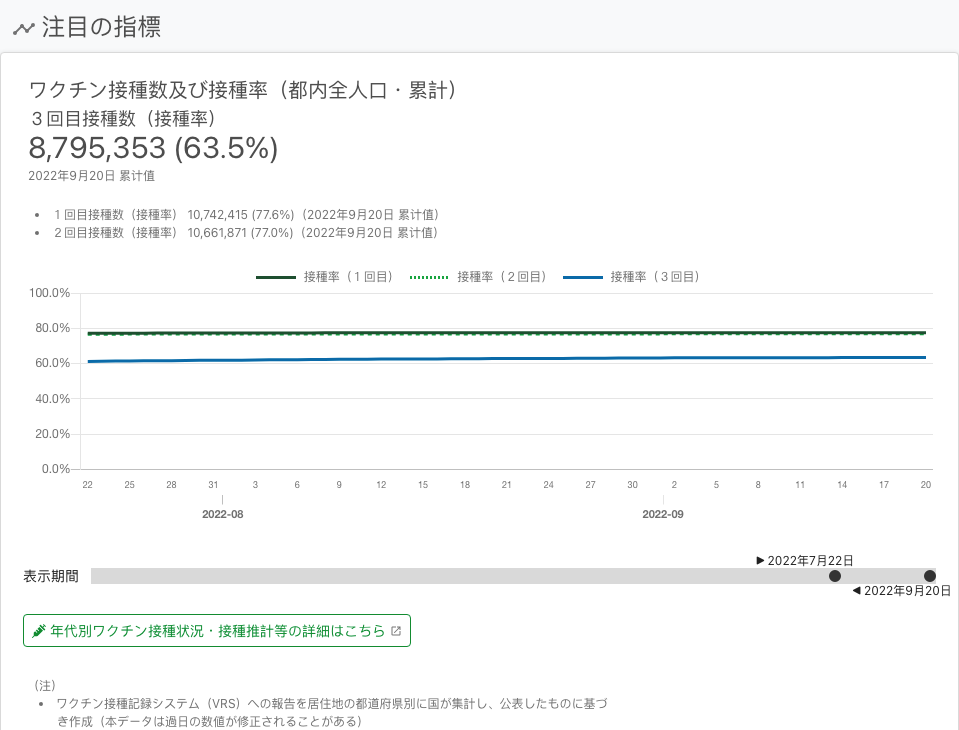 注目の指標
ワクチン接種数及び接種率（都内全人口・累計）
３回目接種数（接種率）
8,795,353 (63.5%)
2022年9月20日 累計值
• １回目接種数（接種率） 10,742,415 (77.6%)（2022年9月20日 累計値）
• ２回目接種数（接種率） 10,661,871 (77.0%)（2022年9月20日 累計値）
接種率（１回目） 接種率（２回目） 接種率（３回目）
100.0%
80.0%
60.0%
40.0%
20.0%
0.0%
22 25 28 31 3 6 9 12 15 18 21 24 27 30 2 5 8 11 14 17 20
2022-08 2022-09
▶ 2022年7月22日
表示期間
◀ 2022年9月20日
年代別ワクチン接種状況・接種推計等の詳細はこちら
（注）
• ワクチン接種記録システム（VRS）への報告を居住地の都道府県別に国が集計し、公表したものに基づ
き作成（本データは過日の数値が修正されることがある）